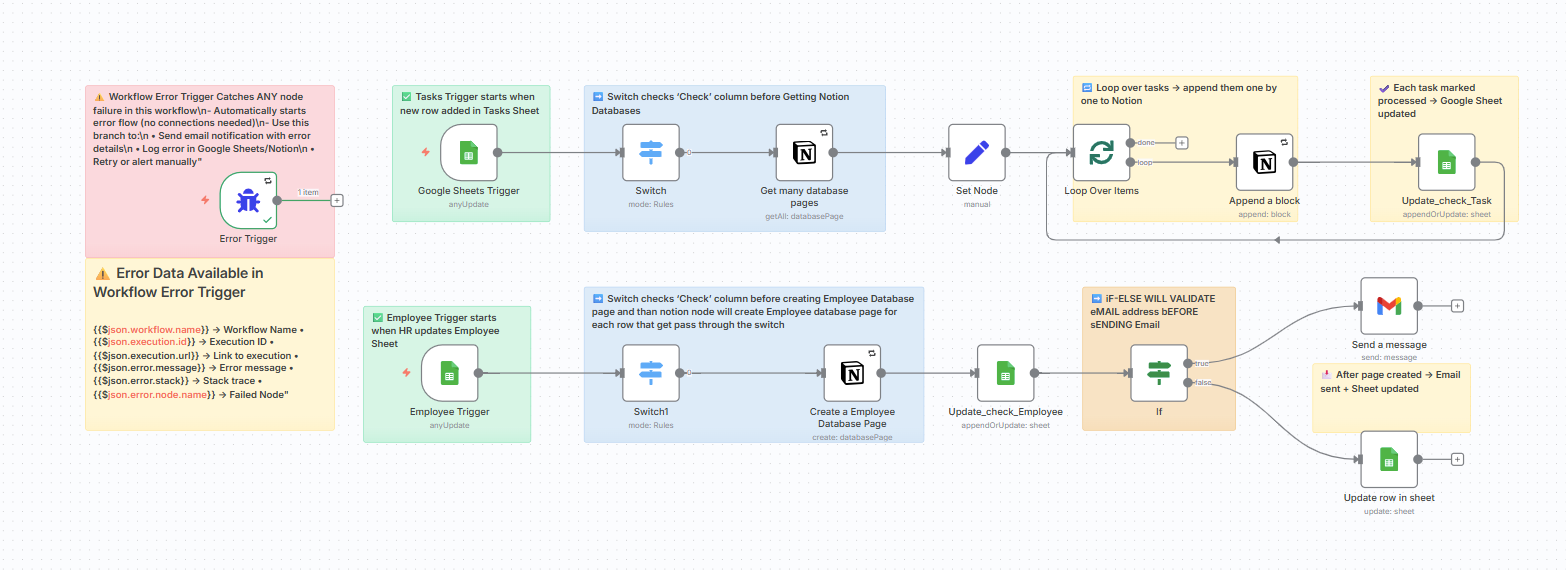 ⚠️ Workflow Error Trigger Catches ANY node
failure in this workflow\n- Automatically starts
error flow (no connections needed)\n- Use this
branch to:\n • Send email notification with error
details\n • Log error in Google Sheets/Notion\n •
Retry or alert manually"
1 item
Error Trigger
⚠️ Error Data Available in
Workflow Error Trigger
{{$json.workflow.name}} → Workflow Name •
{{$json.execution.id}} → Execution ID •
{{$json.execution.url}} → Link to execution •
{{$json.error.message}} → Error message •
{{$json.error.stack}} → Stack trace •
{{$json.error.node.name}} → Failed Node"
✅ Tasks Trigger starts when
new row added in Tasks Sheet
Google Sheets Trigger
anyUpdate
➡️ Switch checks ‘Check’ column before Getting Notion
Databases
0
Switch
mode: Rules
Get many database
pages
getAll: databasePage
Set Node
manual
🔁 Loop over tasks → append them one by
one to Notion
done
loop
Loop Over Items
Append a block
append: block
✔️ Each task marked
processed → Google Sheet
updated
Update_check_Task
appendOrUpdate: sheet
✅ Employee Trigger starts
when HR updates Employee
Sheet
Employee Trigger
anyUpdate
➡️ Switch checks ‘Check’ column before creating Employee Database
page and than notion node will create Employee database page for
each row that get pass through the switch
0
Switch1
mode: Rules
Create a Employee
Database Page
create: databasePage
Update_check_Employee
appendOrUpdate: sheet
➡️ iF-ELSE WILL VALIDATE
eMAIL address bEFORE
sENDING Email
true
false
If
Send a message
send: message
📩 After page created → Email
sent + Sheet updated
Update row in sheet
update: sheet